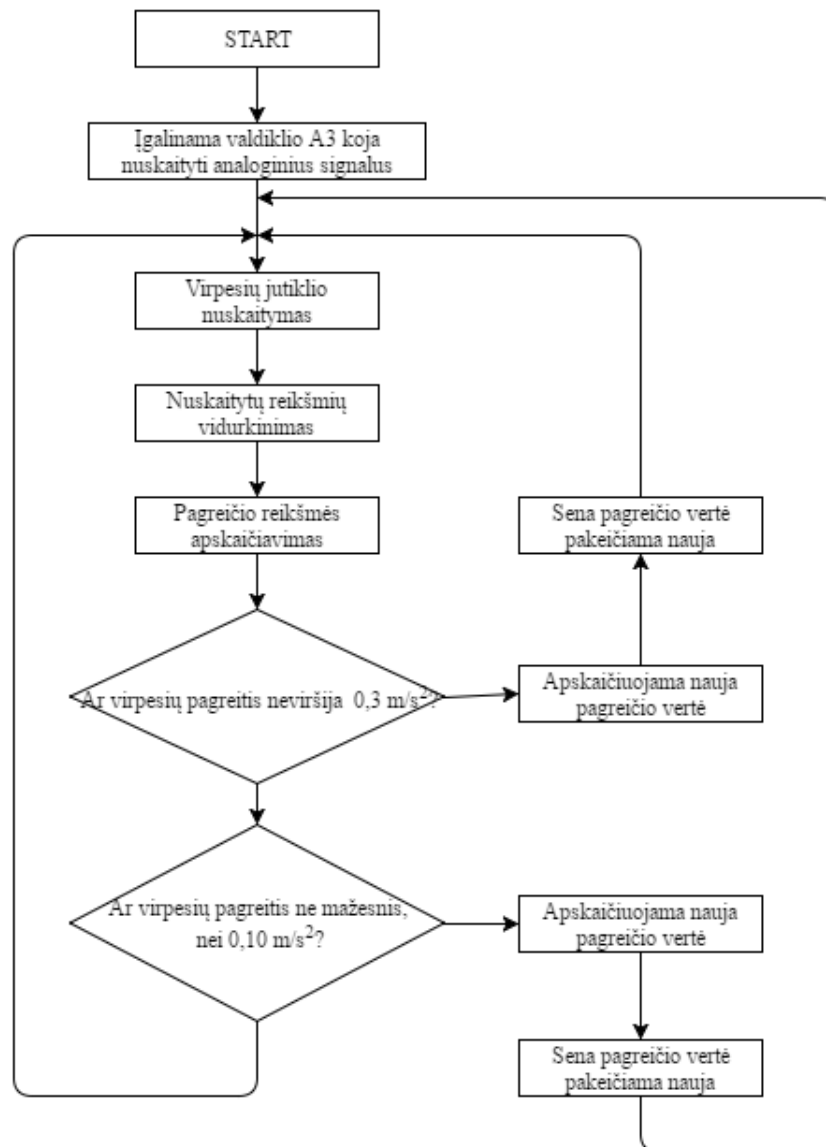 START
Įgalinama valdiklio A3 koja
nuskaityti analoginius signalus
Virpesių jutiklio
nuskaitymas
Nuskaitytų reikšmių
vidurkinimas
Pagreičio reikšmės
apskaičiavimas
Sena pagreičio vertė
pakeičiama nauja
Ar virpesių pagreitis neviršija 0,3 m/s²?
Apskaičiuojama nauja
pagreičio vertė
Ar virpesių pagreitis ne mažesnis,
nei 0,10 m/s²?
Apskaičiuojama nauja
pagreičio vertė
Sena pagreičio vertė
pakeičiama nauja